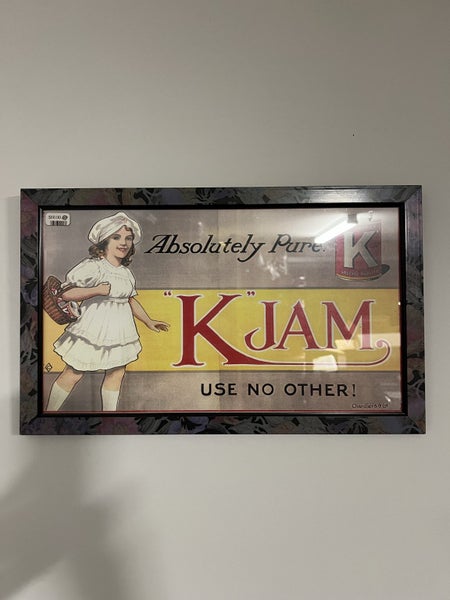 Absolutely Pure.
K
"K" JAM
USE NO OTHER!